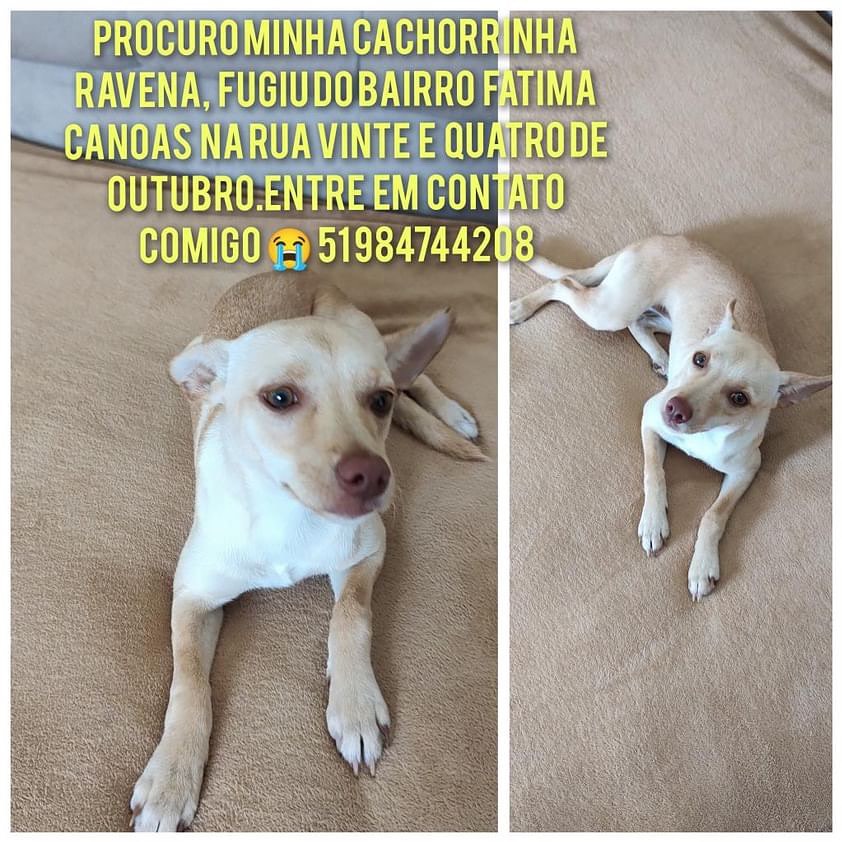 PROCURO MINHA CACHORRINHA
RAVENA, FUGIU DO BAIRRO FATIMA
CANOAS NA RUA VINTE E QUATRO DE
OUTUBRO.ENTRE EM CONTATO
COMIGO 😭 51984744208